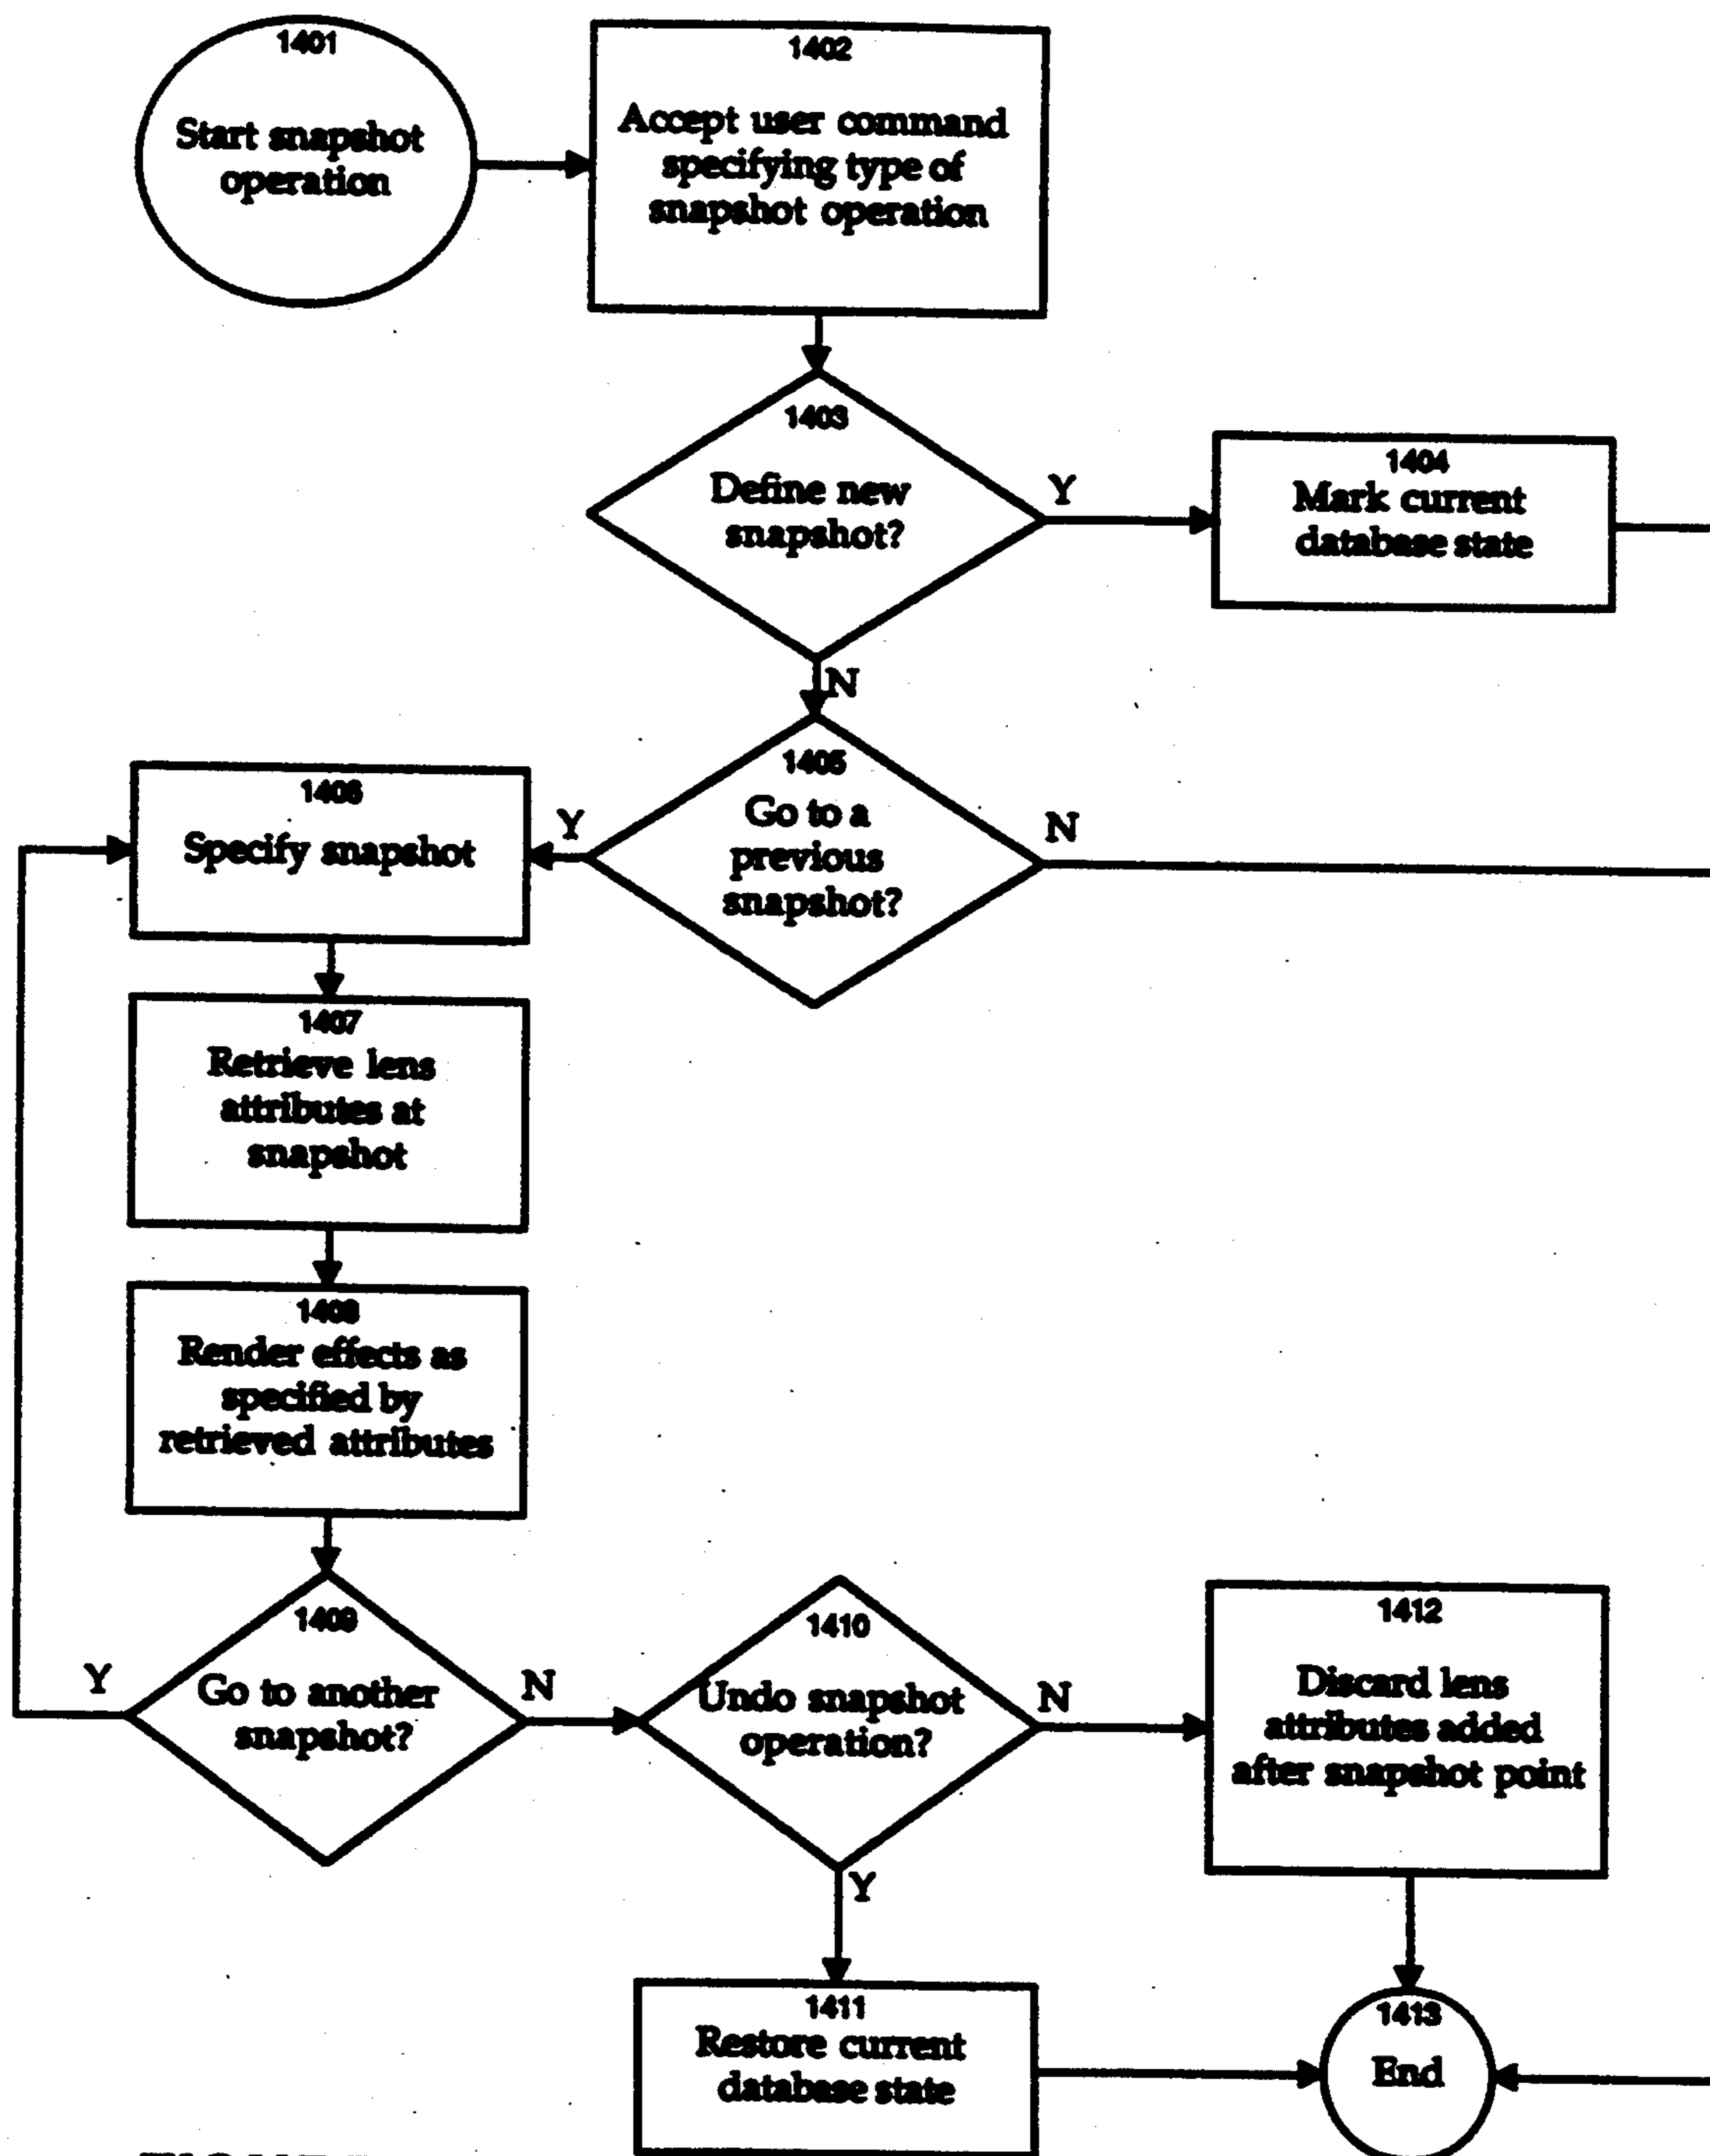 1401
Start snapshot
operation
1402
Accept user command
specifying type of
snapshot operation
1403
Define new
snapshot?
Y
N
1404
Mark current
database state
1405
Go to a
previous
snapshot?
Y
N
1406
Specify snapshot
1407
Retrieve lens
attributes at
snapshot
1408
Render effects as
specified by
retrieved attributes
1409
Go to another
snapshot?
Y
N
1410
Undo snapshot
operation?
N
Y
1412
Discard lens
attributes added
after snapshot point
1411
Restore current
database state
1413
End